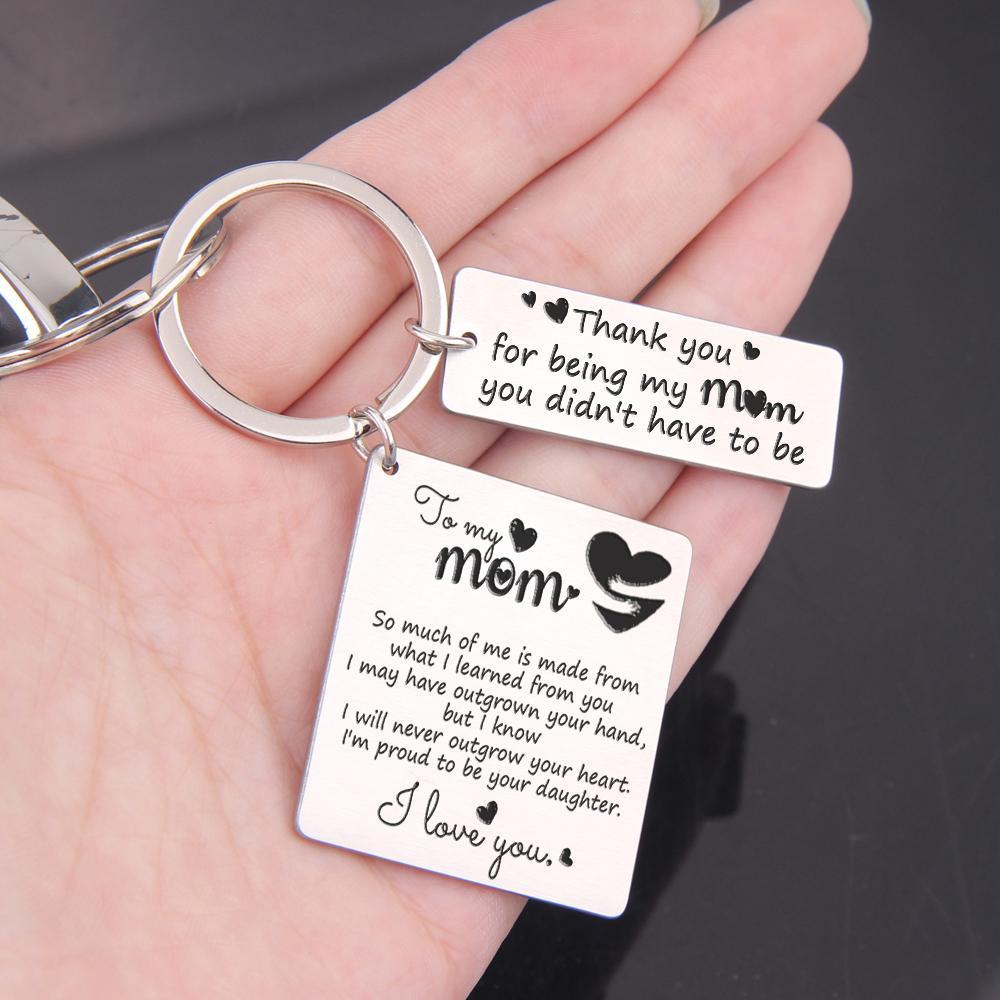 Thank you
for being my Mom
you didn't have to be
To my
mom
So much of me is made from
what I learned from you
I may have outgrown your hand,
but I know
I will never outgrow your heart.
I'm proud to be your daughter.
I love you.